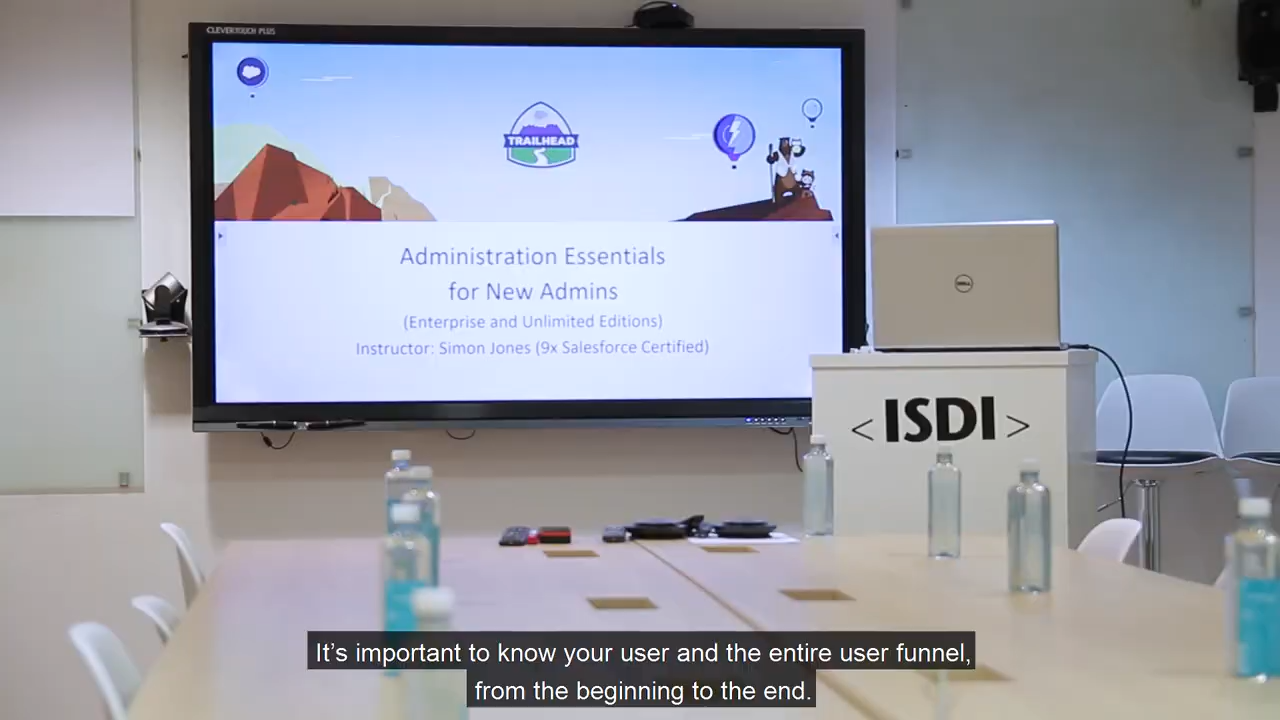 CLEVERTOUCH PLUS
TRAILHEAD
Administration Essentials
for New Admins
(Enterprise and Unlimited Editions)
Instructor: Simon Jones (9x Salesforce Certified)
DELL
<ISDI>
It's important to know your user and the entire user funnel,
from the beginning to the end.